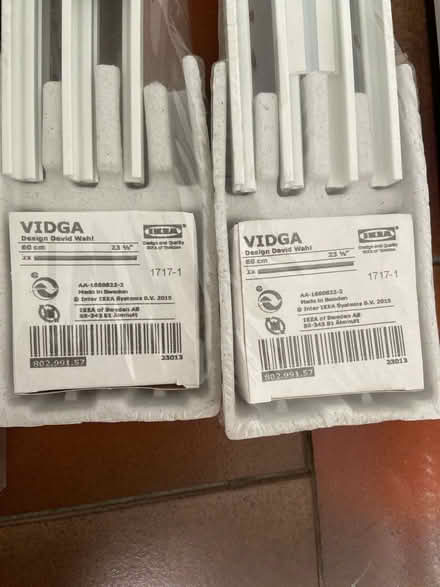 VIDGA
Design David Wahl
IKEA
Design and Quality
IKEA of Sweden
60 cm
23 ⅝"
1x
1717-1
AA-1650822-2
Made in Sweden
© Inter IKEA Systems B.V. 2015
IKEA of Sweden AB
SE-343 81 Älmhult
802.991.57
23013
VIDGA
Design David Wahl
IKEA
Design and Quality
IKEA of Sweden
60 cm
23 ⅝"
1x
1717-1
AA-1650822-2
Made in Sweden
© Inter IKEA Systems B.V. 2015
IKEA of Sweden AB
SE-343 81 Älmhult
802.991.57
23013